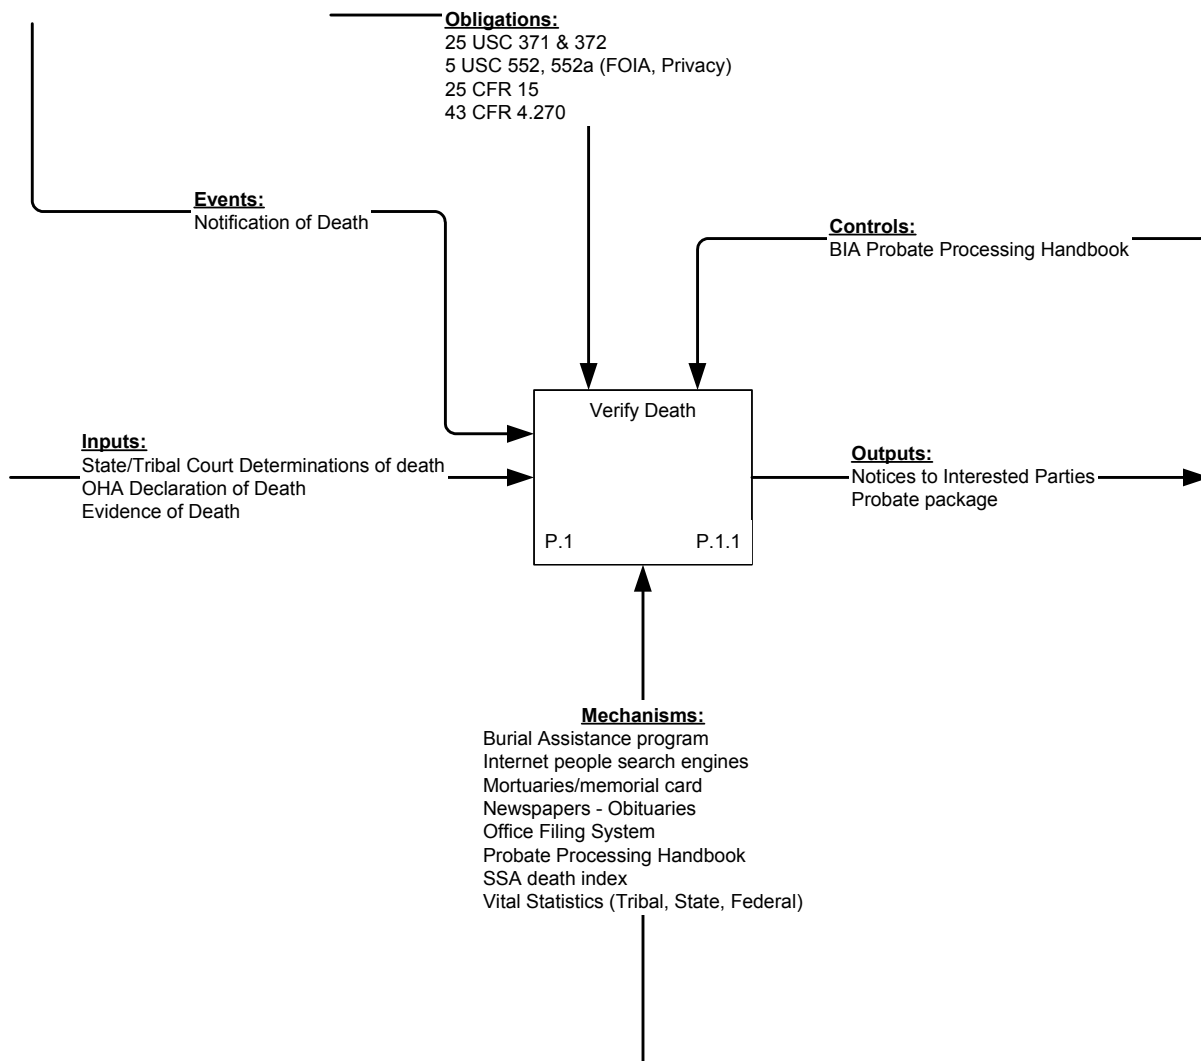 Obligations:
25 USC 371 & 372
5 USC 552, 552a (FOIA, Privacy)
25 CFR 15
43 CFR 4.270
Events:
Notification of Death
Controls:
BIA Probate Processing Handbook
Verify Death
Inputs:
State/Tribal Court Determinations of death
OHA Declaration of Death
Evidence of Death
Outputs:
Notices to Interested Parties
Probate package
P.1 P.1.1
Mechanisms:
Burial Assistance program
Internet people search engines
Mortuaries/memorial card
Newspapers - Obituaries
Office Filing System
Probate Processing Handbook
SSA death index
Vital Statistics (Tribal, State, Federal)